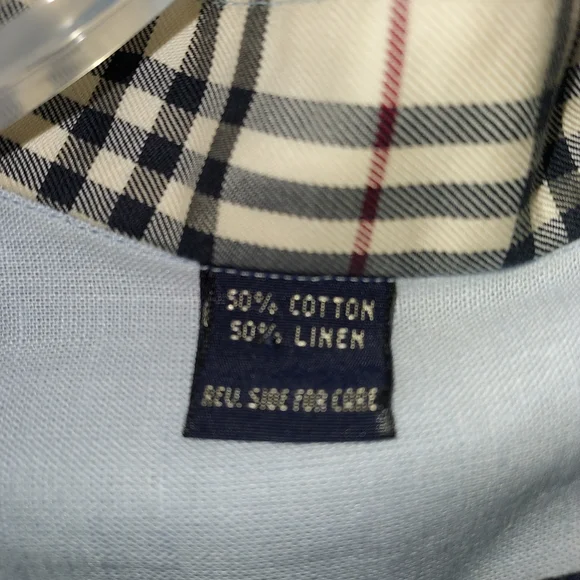 50% COTTON
50% LINEN
REV. SIDE FOR CARE